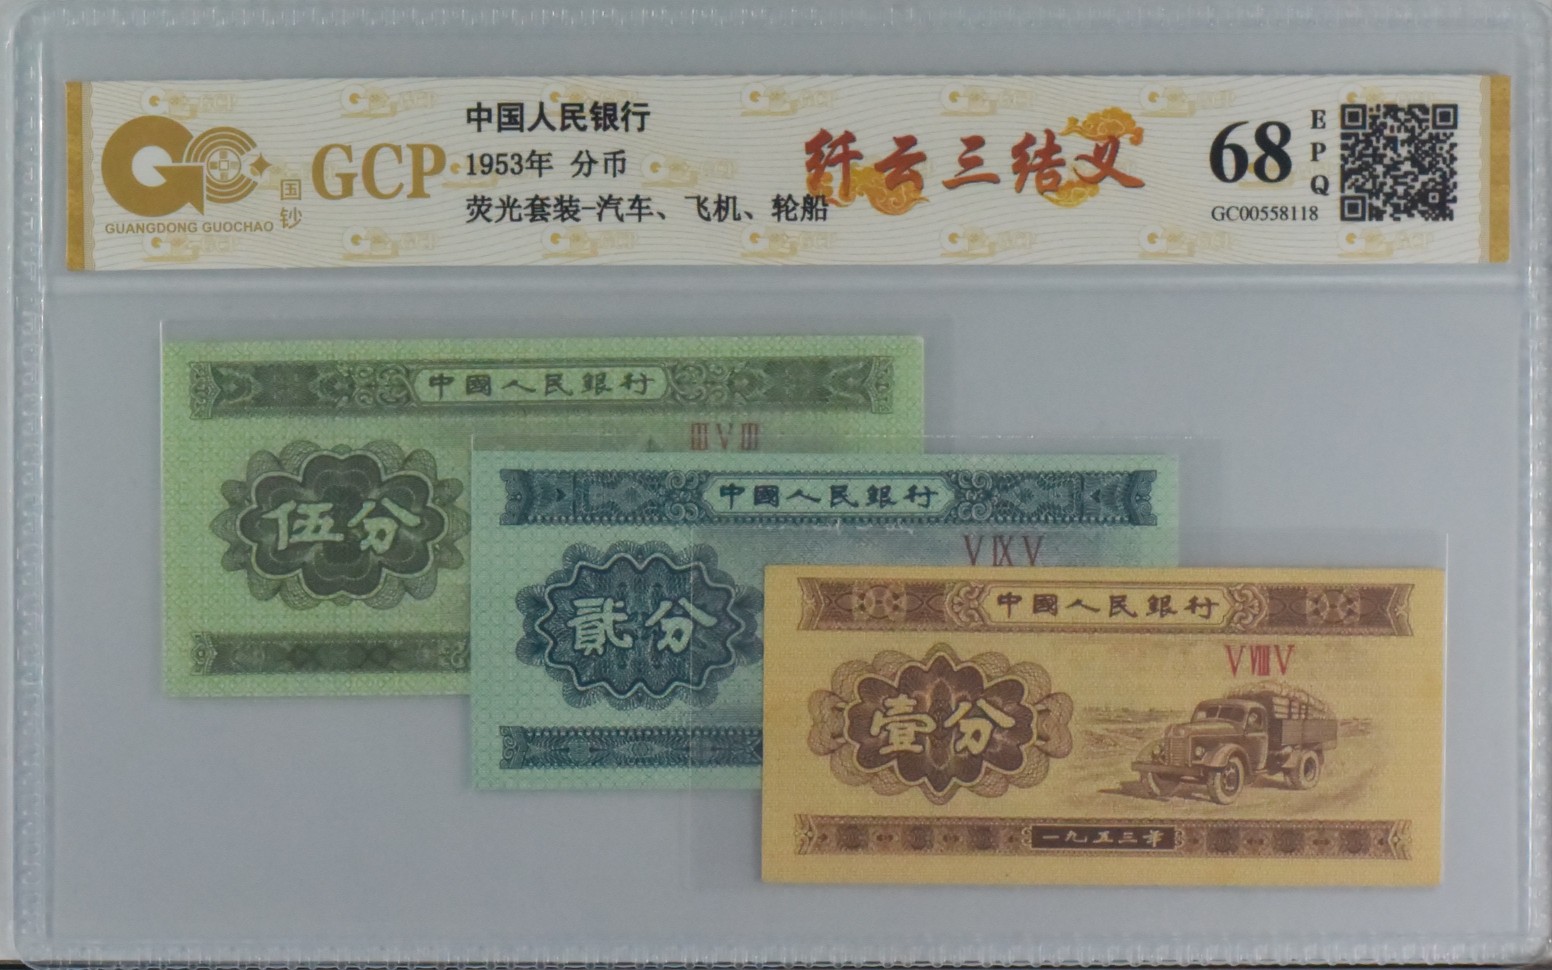 GC
GUANGDONG GUOCHAO
国钞
GCP
中国人民银行
1953年 分币
荧光套装-汽车、飞机、轮船
纤云三结义
68
EPQ
GC00558118
中國人民銀行
ⅢⅤⅢ
伍分
中國人民銀行
ⅤⅨⅤ
貳分
中國人民銀行
ⅤⅧⅤ
壹分
一九五三年